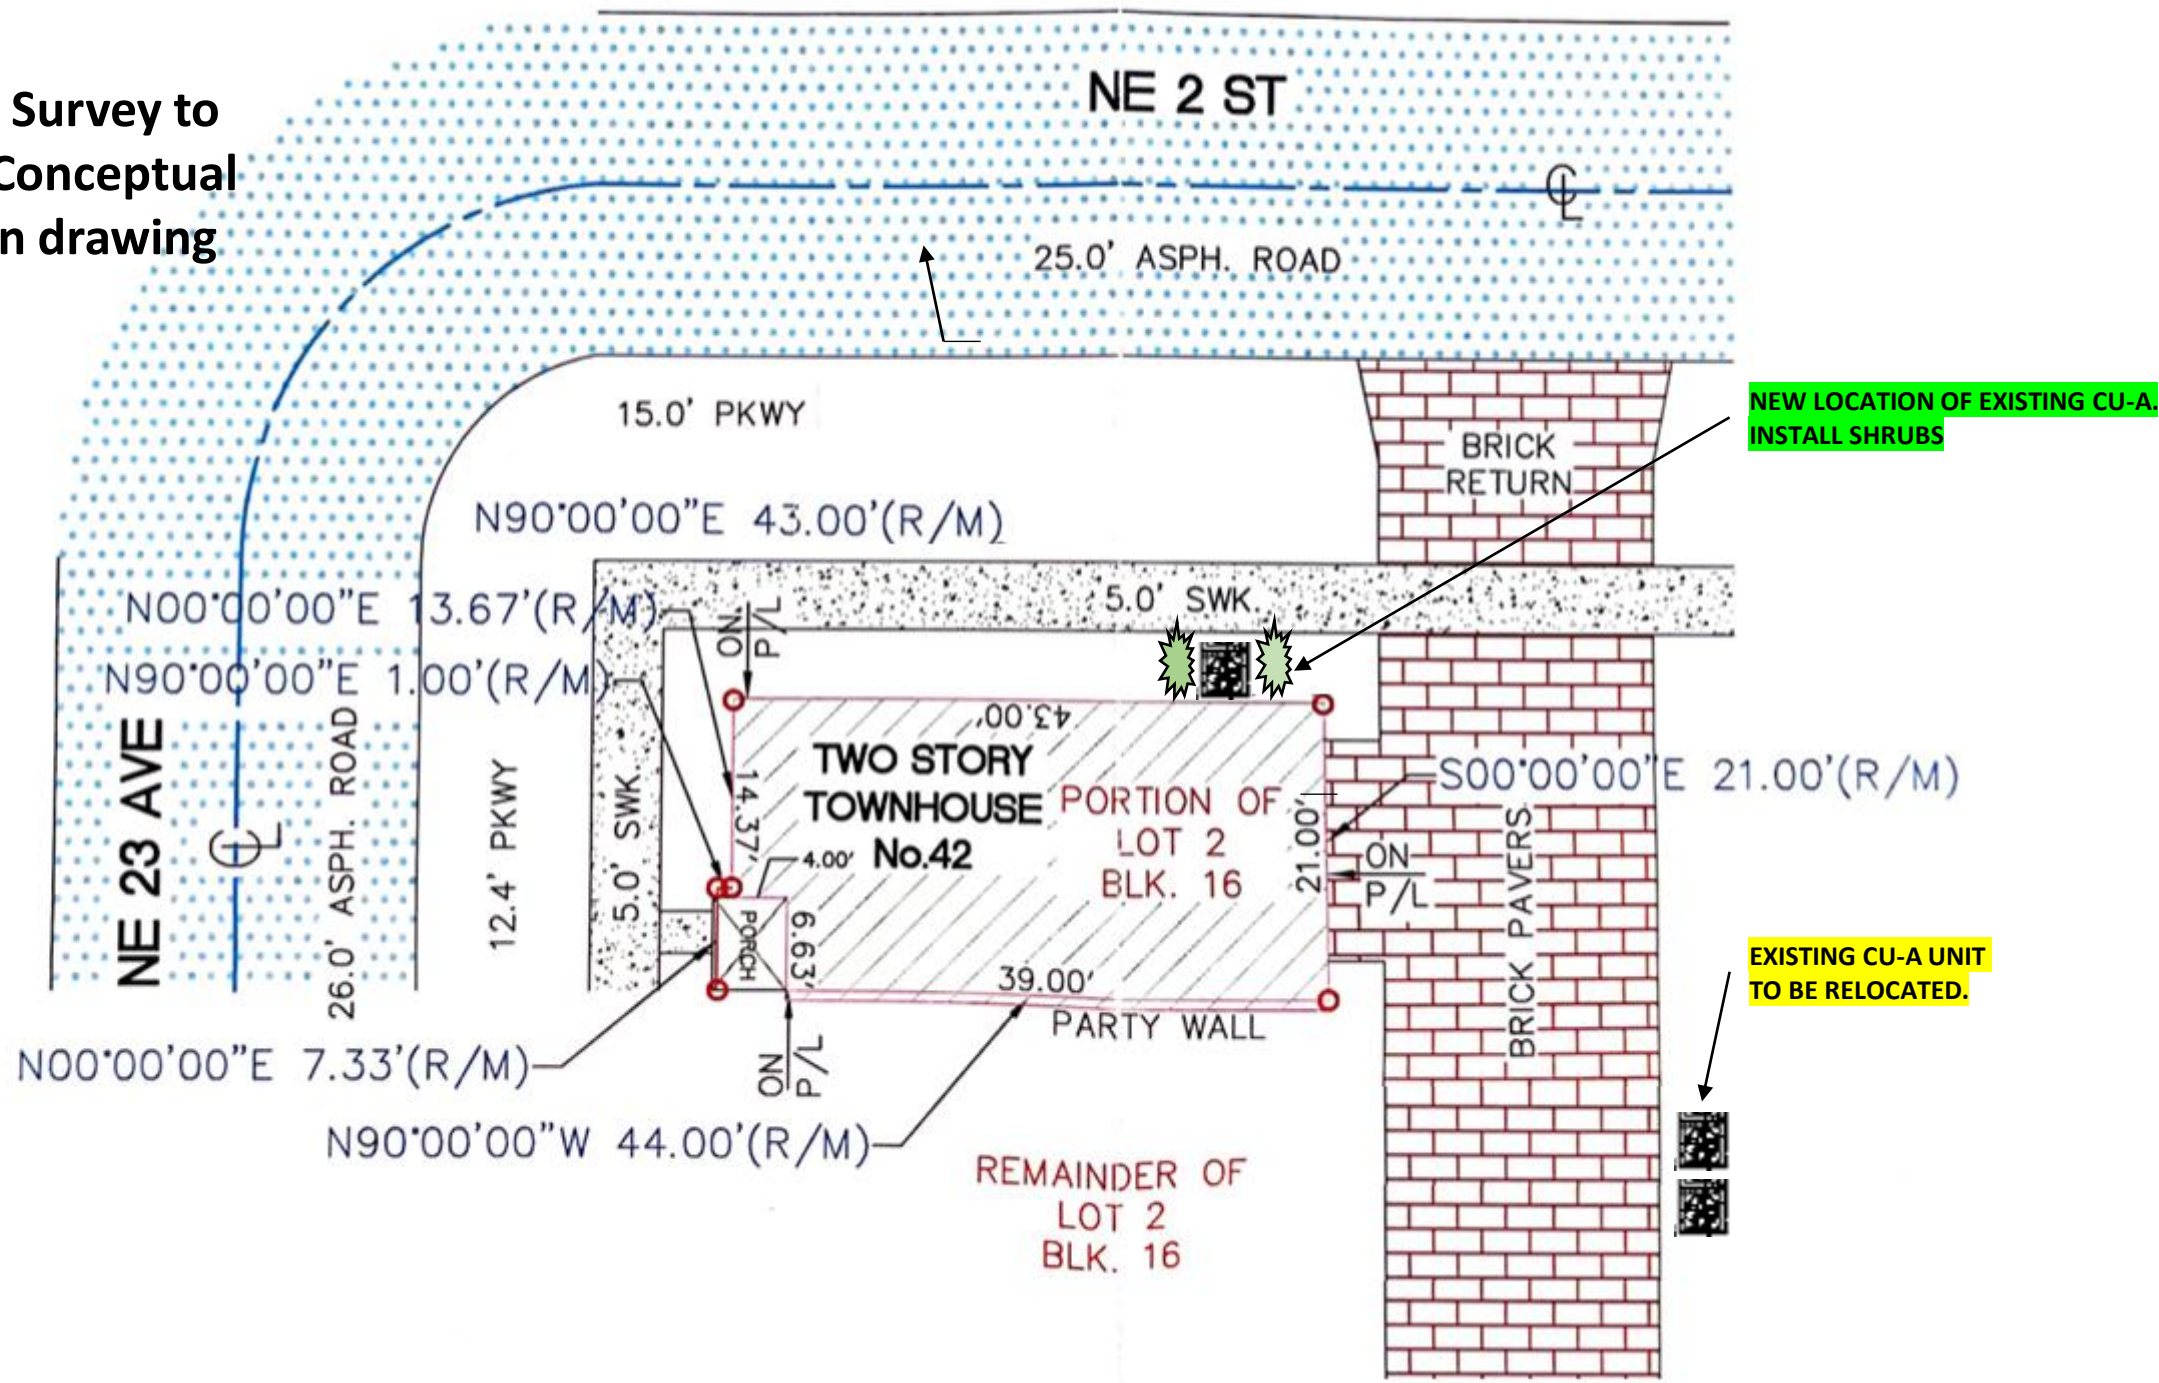 Survey to
Conceptual
n drawing
NE 2 ST
25.0' ASPH. ROAD
15.0' PKWY
BRICK
RETURN
NEW LOCATION OF EXISTING CU-A.
INSTALL SHRUBS
N90°00'00"E 43.00'(R/M)
N00°00'00"E 13.67'(R/M)
N90°00'00"E 1.00'(R/M)
5.0' SWK.
ON
P/L
43.00'
TWO STORY
TOWNHOUSE
No.42
PORTION OF
LOT 2
BLK. 16
14.37'
4.00'
21.00'
S00°00'00"E 21.00'(R/M)
ON
P/L
NE 23 AVE
26.0' ASPH. ROAD
12.4' PKWY
5.0' SWK.
PORCH
6.63'
39.00'
PARTY WALL
BRICK PAVERS
EXISTING CU-A UNIT
TO BE RELOCATED.
N00°00'00"E 7.33'(R/M)
ON
P/L
N90°00'00"W 44.00'(R/M)
REMAINDER OF
LOT 2
BLK. 16